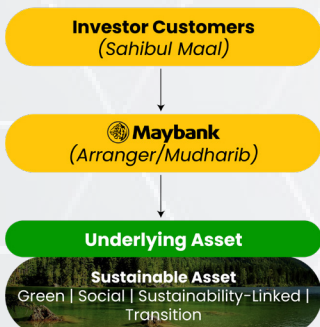 Investor Customers
(Sahibul Maal)
Maybank
(Arranger/Mudharib)
Underlying Asset
Sustainable Asset
Green | Social | Sustainability-Linked |
Transition